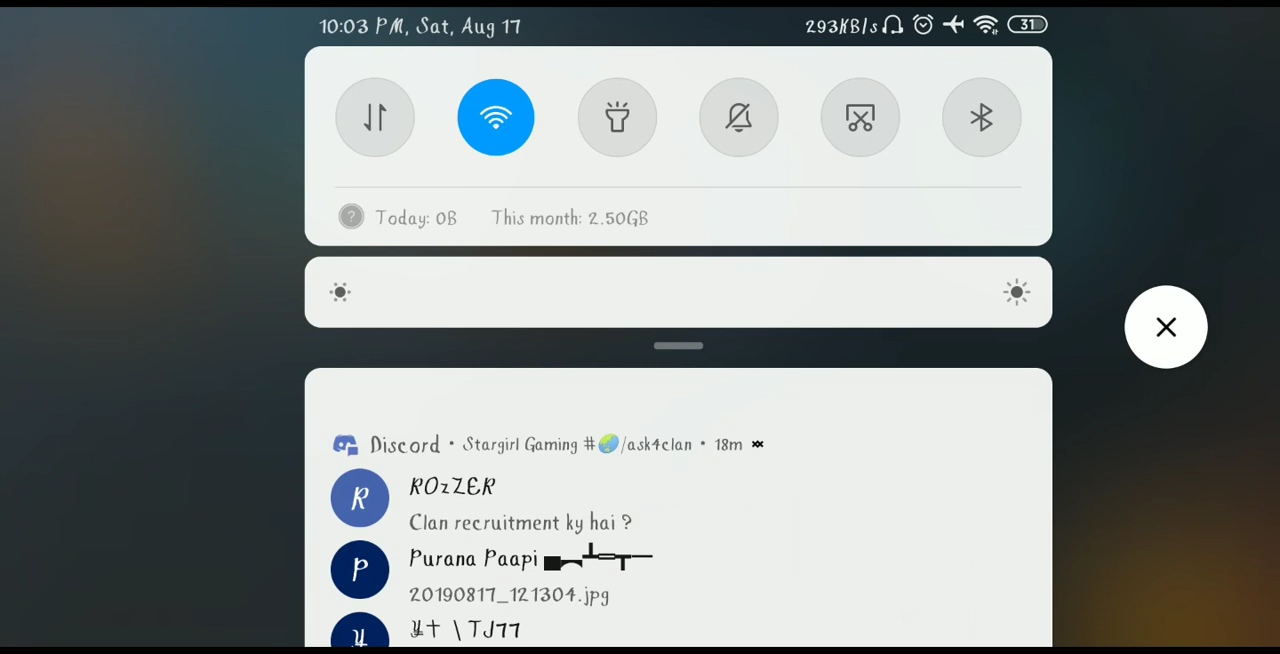 10:03 PM, Sat, Aug 17
293KB/s 31
Today: 0B This month: 2.50GB
Discord • Stargirl Gaming #🌏/ask4clan • 18m
ROzZER
R
Clan recruitment ky hai ?
Purana Paapi
P
20190817_121304.jpg
TJ77